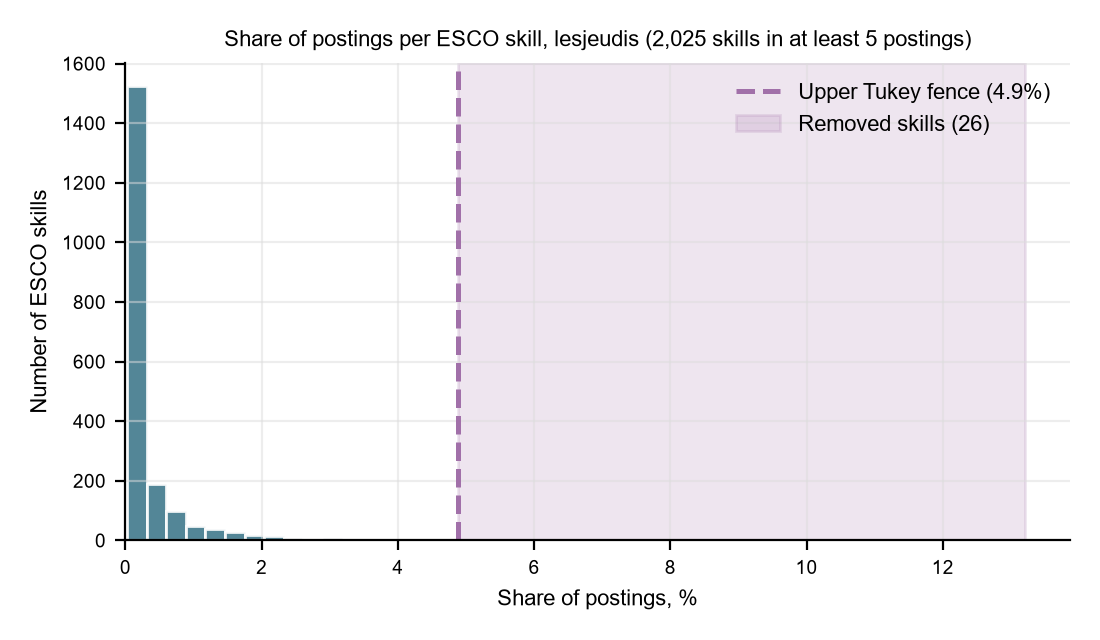 Share of postings per ESCO skill, lesjeudis (2,025 skills in at least 5 postings)
Upper Tukey fence (4.9%)
Removed skills (26)
Number of ESCO skills
1600
1400
1200
1000
800
600
400
200
0
0 2 4 6 8 10 12
Share of postings, %